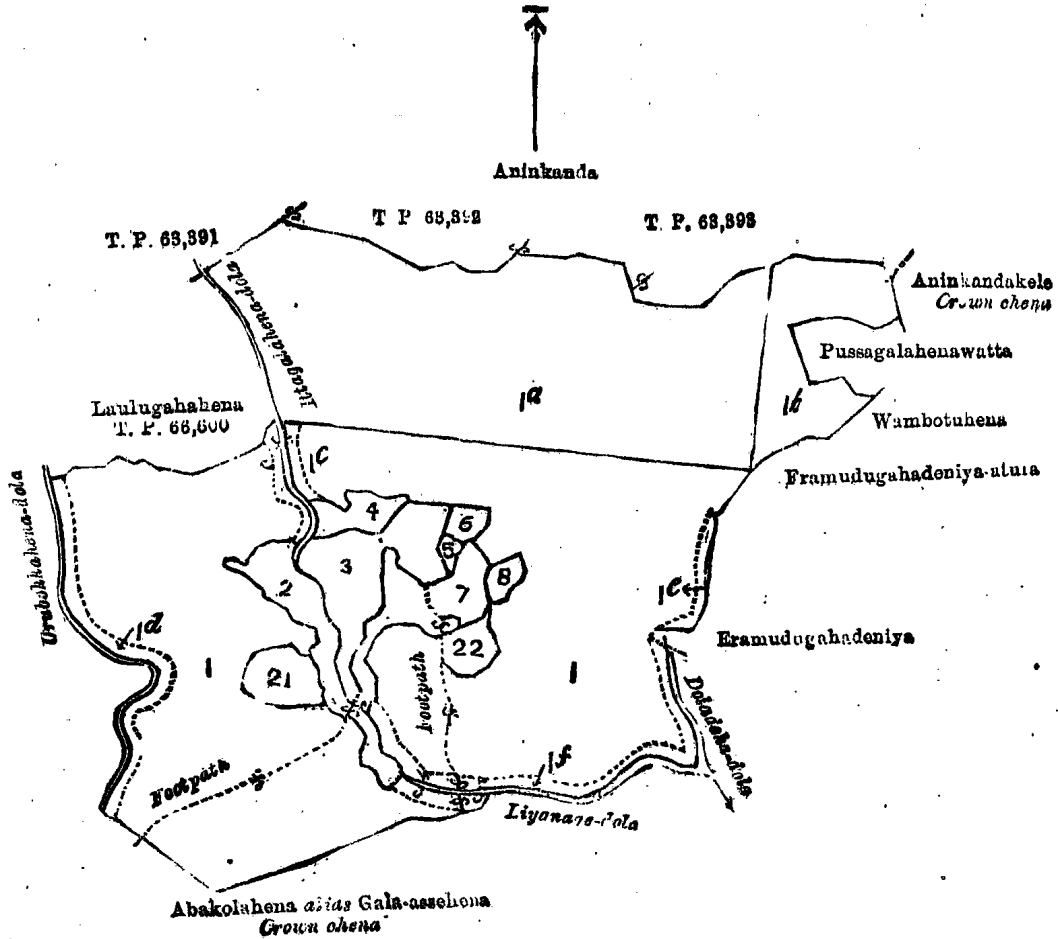 Aninkanda
T. P. 63,391
T P 63,392
T. P. 63,393
Aninkandakele
Crown chena
Pussagalahenawatta
Wambotuhena
Eramudugahadeniya-atura
Laulugahahena
T. P. 66,600
1a
1b
1c
4
6
5
3
2
7
8
1e
Eramudugahadeniya
1d
1
21
22
1
Footpath
Footpath
1f
Liyanage-dola
Abakolahena alias Gala-assehena
Crown chena